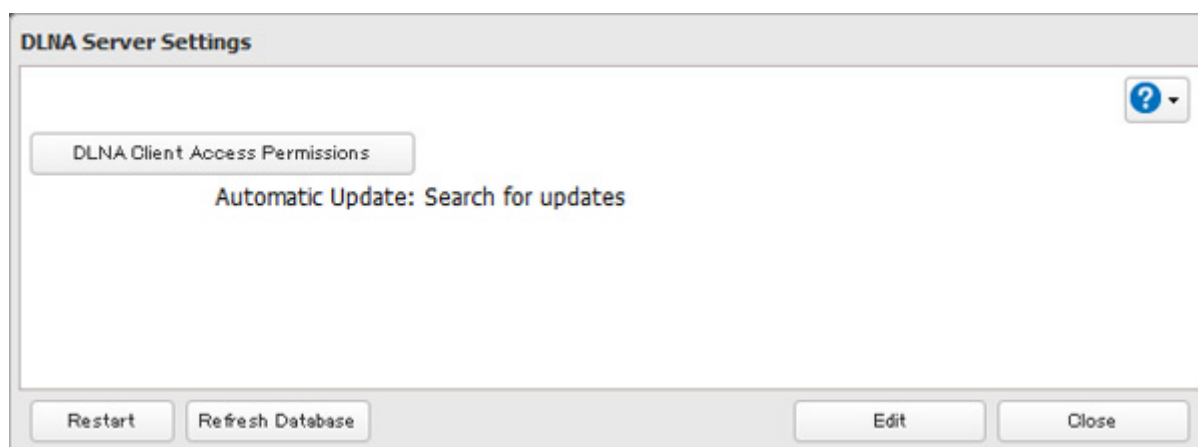 DLNA Server Settings
?
DLNA Client Access Permissions
Automatic Update: Search for updates
Restart Refresh Database Edit Close